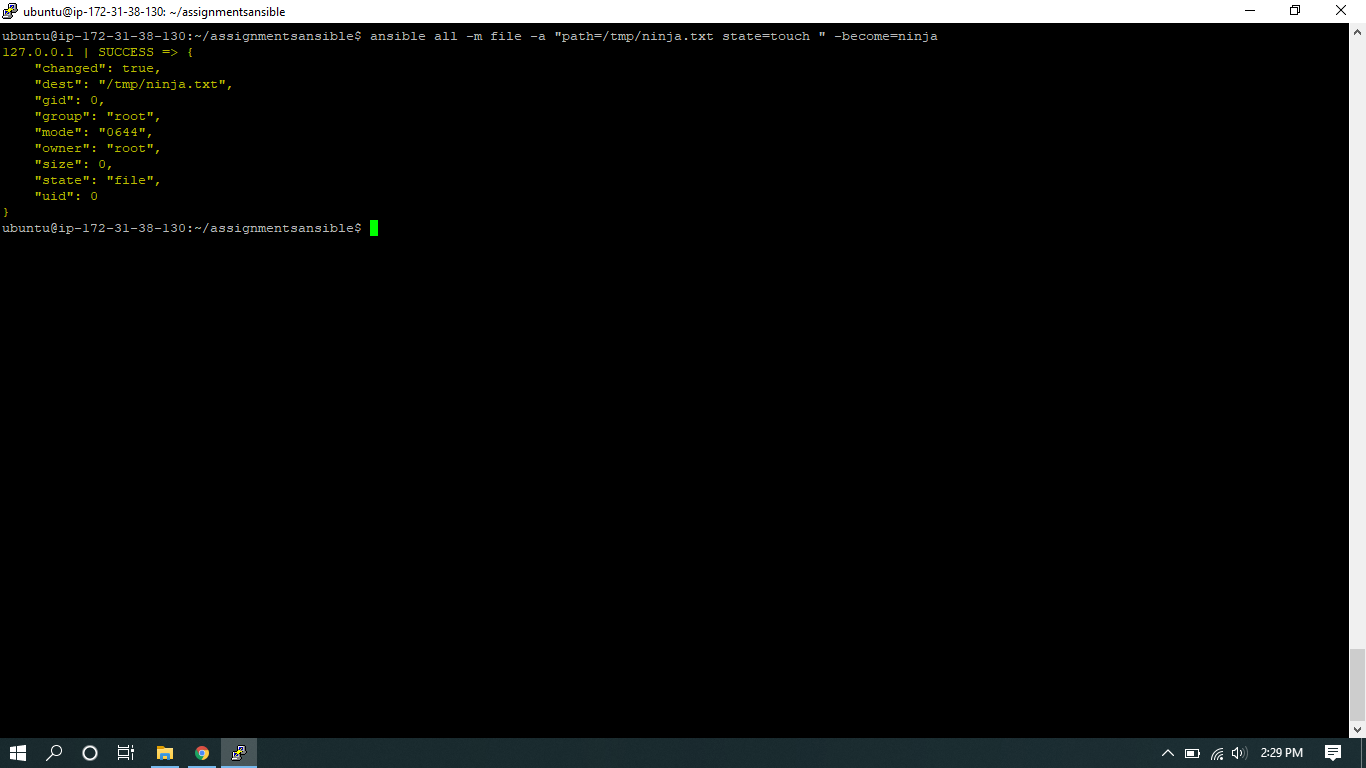 ubuntu@ip-172-31-38-130: ~/assignmentsansible
ubuntu@ip-172-31-38-130:~/assignmentsansible$ ansible all -m file -a "path=/tmp/ninja.txt state=touch " -become=ninja
127.0.0.1 | SUCCESS => {
    "changed": true,
    "dest": "/tmp/ninja.txt",
    "gid": 0,
    "group": "root",
    "mode": "0644",
    "owner": "root",
    "size": 0,
    "state": "file",
    "uid": 0
}
ubuntu@ip-172-31-38-130:~/assignmentsansible$
2:29 PM